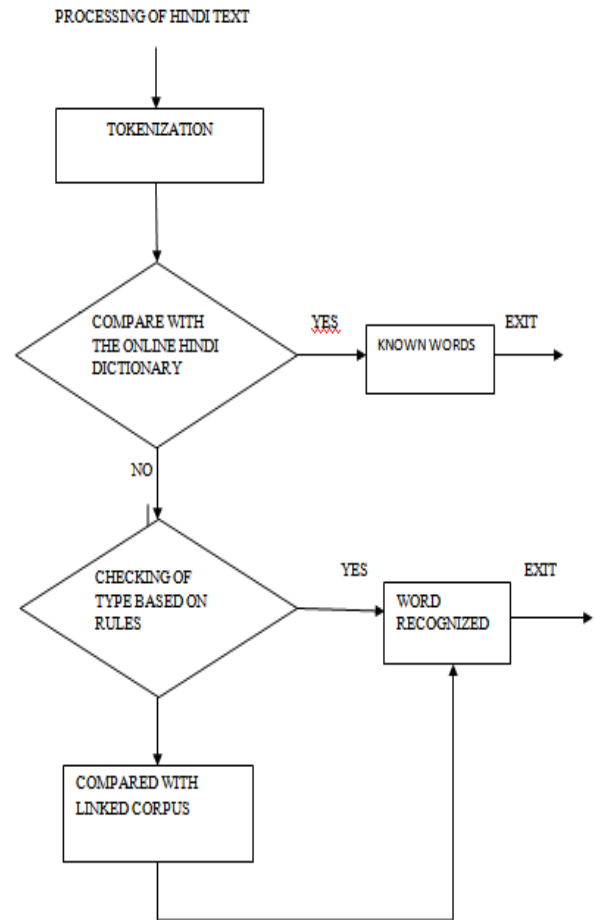 PROCESSING OF HINDI TEXT
TOKENIZATION
COMPARE WITH
THE ONLINE HINDI
DICTIONARY
YES
KNOWN WORDS
EXIT
NO
CHECKING OF
TYPE BASED ON
RULES
YES
WORD
RECOGNIZED
EXIT
COMPARED WITH
LINKED CORPUS